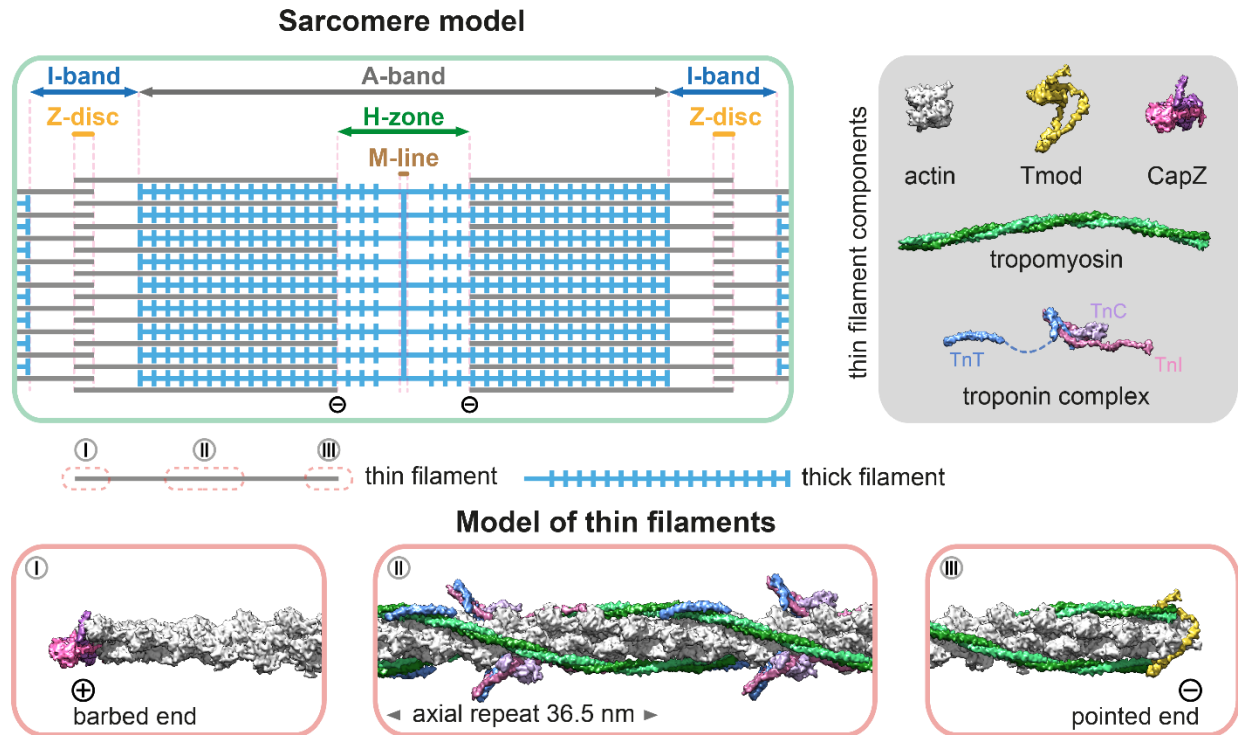 Sarcomere model
I-band
A-band
I-band
Z-disc
H-zone
Z-disc
M-line
⊖
⊖
thin filament components
actin
Tmod
CapZ
tropomyosin
TnT
TnC
TnI
troponin complex
I
II
III
thin filament
thick filament
Model of thin filaments
I
⊕
barbed end
II
axial repeat 36.5 nm
III
⊖
pointed end